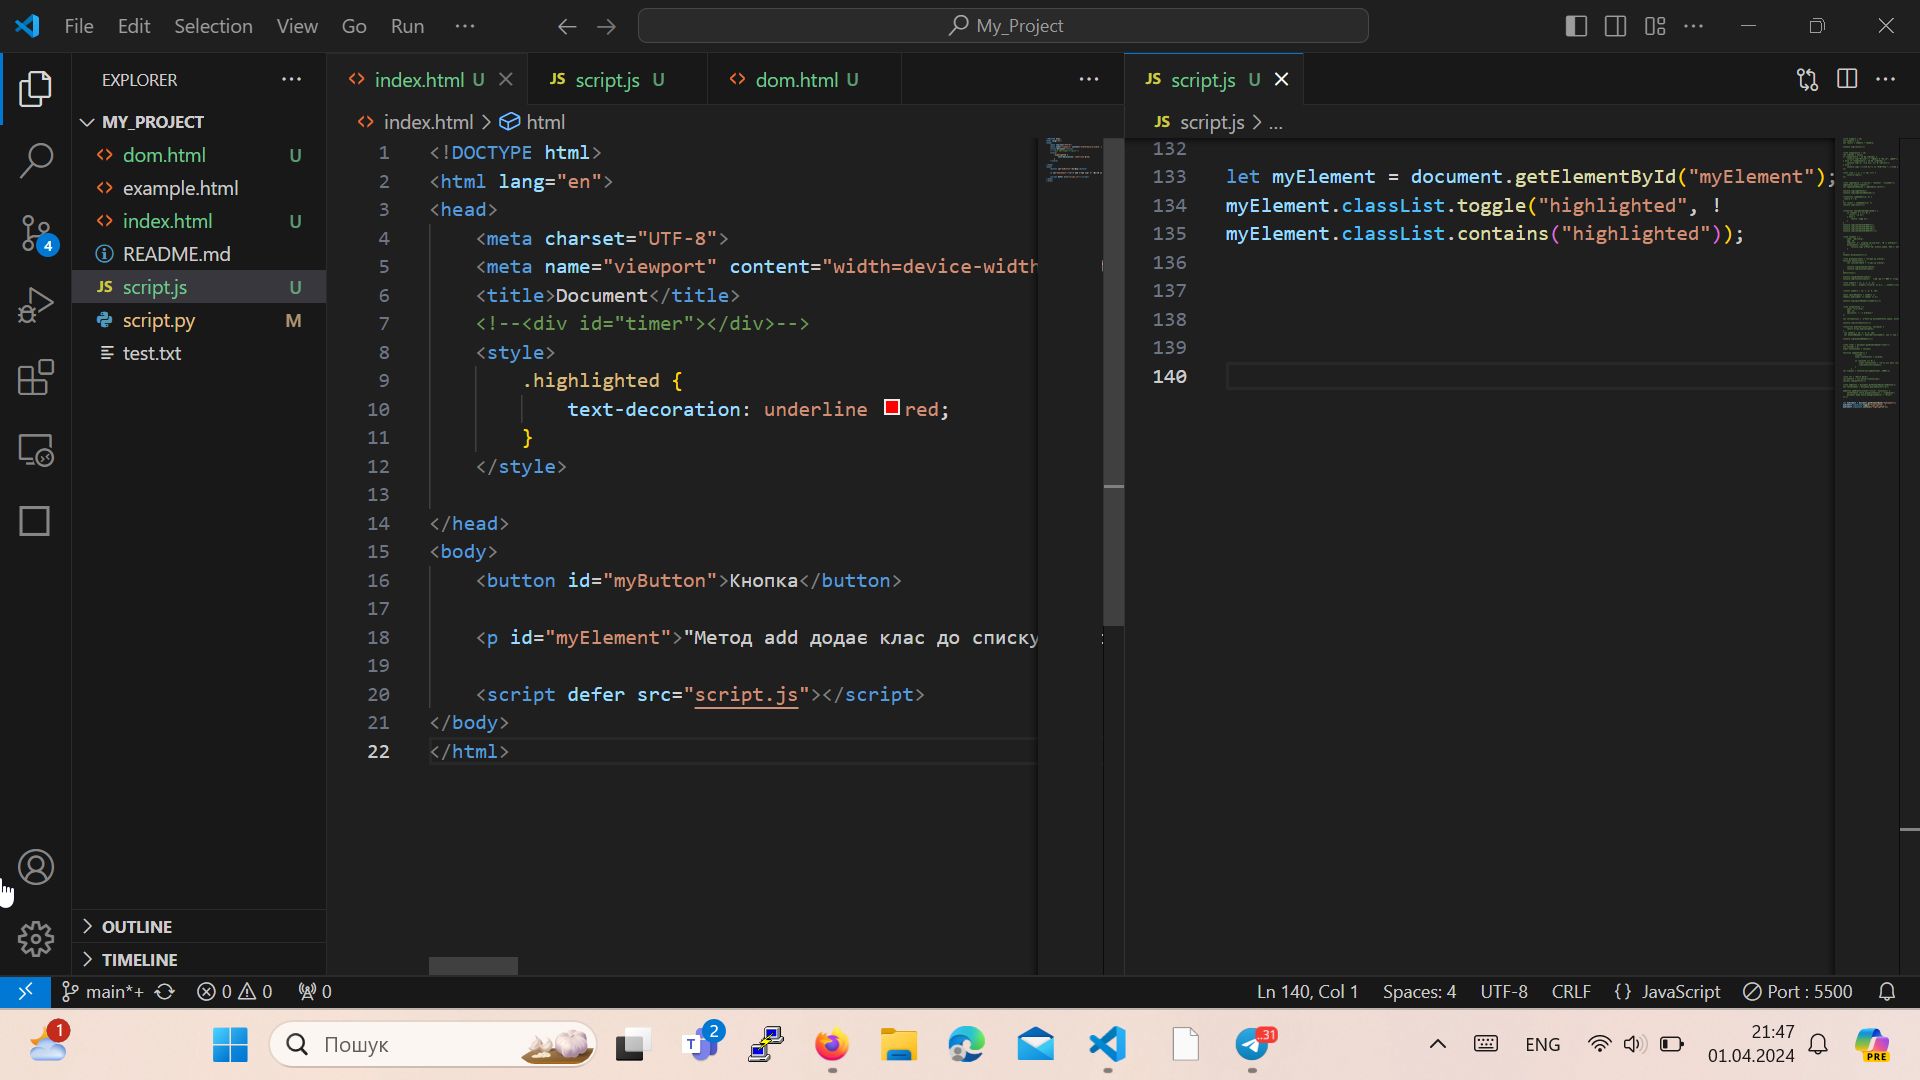 File Edit Selection View Go Run ···
My_Project
EXPLORER
MY_PROJECT
dom.html U
example.html
index.html U
README.md
script.js U
script.py M
test.txt
OUTLINE
TIMELINE
index.html U
script.js U
dom.html U
index.html > html
1 <!DOCTYPE html>
2 <html lang="en">
3 <head>
4 <meta charset="UTF-8">
5 <meta name="viewport" content="width=device-width
6 <title>Document</title>
7 <!--<div id="timer"></div>-->
8 <style>
9 .highlighted {
10 text-decoration: underline red;
11 }
12 </style>
13
14 </head>
15 <body>
16 <button id="myButton">Кнопка</button>
17
18 <p id="myElement">"Метод add додає клас до списку
19
20 <script defer src="script.js"></script>
21 </body>
22 </html>
script.js U
script.js > ...
132
133 let myElement = document.getElementById("myElement");
134 myElement.classList.toggle("highlighted", !
135 myElement.classList.contains("highlighted"));
136
137
138
139
140
4
main*+ 0 0 0
Ln 140, Col 1 Spaces: 4 UTF-8 CRLF {} JavaScript Port : 5500
1
Пошук
2
..31
ENG
21:47
01.04.2024
PRE